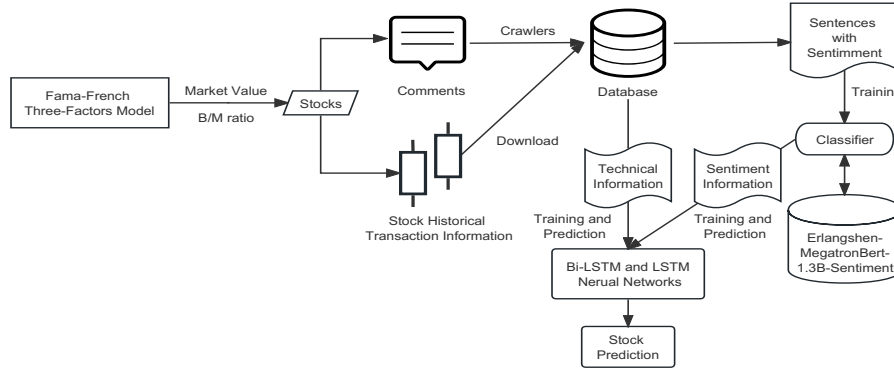 Fama-French
Three-Factors Model
Market Value
B/M ratio
Stocks
Comments
Crawlers
Database
Sentences
with
Sentimment
Trainin
Download
Stock Historical
Transaction Information
Technical
Information
Sentiment
Information
Classifier
Training and
Prediction
Training and
Prediction
Erlangshen-
MegatronBert-
1.3B-Sentiment
Bi-LSTM and LSTM
Nerual Networks
Stock
Prediction